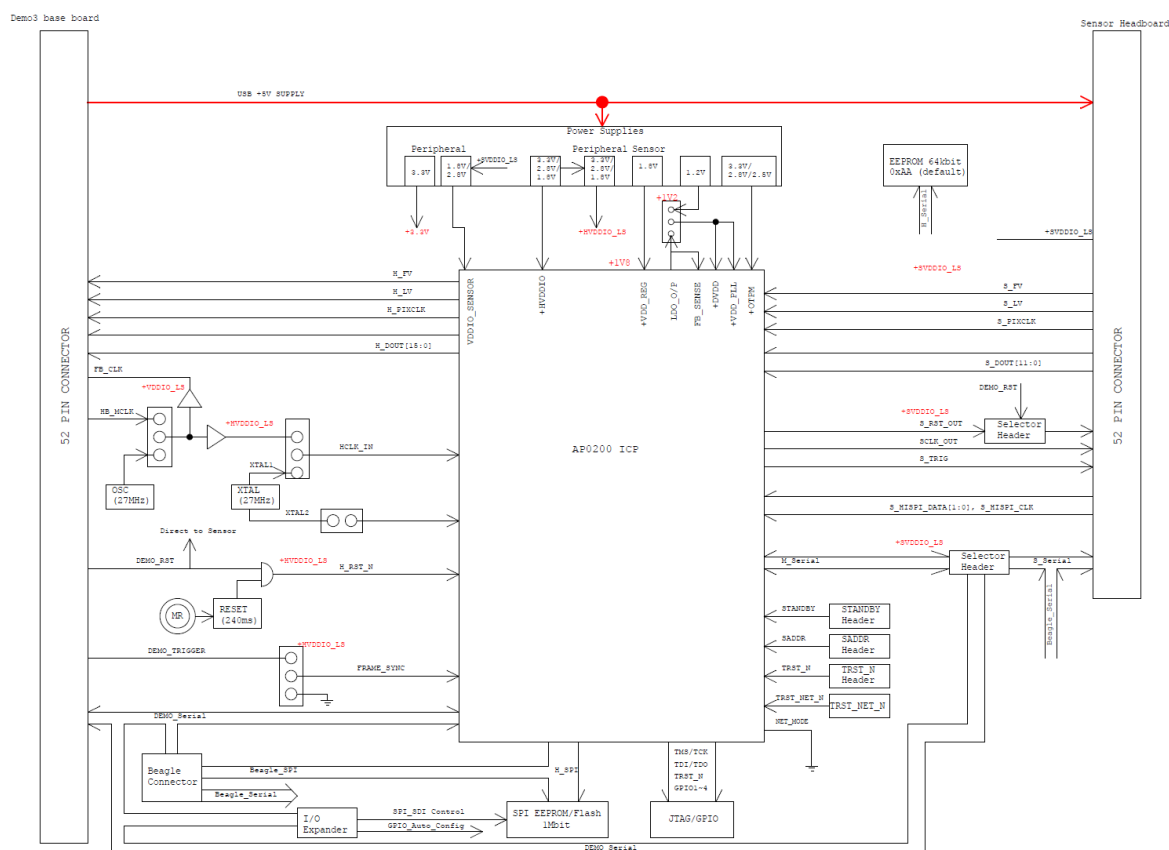 Demo3 base board
Sensor Headboard
USB +5V SUPPLY
Power Supplies
Peripheral
Peripheral Sensor
3.3V
1.8V/
2.8V
+SVDDIO_LS
3.3V/
2.8V/
1.8V
3.3V/
2.8V/
1.8V
1.8V
1.2V
3.3V/
2.8V/2.5V
EEPROM 64kbit
0xAA (default)
H_Serial
+1V2
+3.3V
+HVDDIO_LS
+SVDDIO_LS
+1V8
+SVDDIO_LS
VDDIO_SENSOR
+HVDDIO
+VDD_REG
LDO_O/P
FB_SENSE
+DVDD
+VDD_PLL
+OTPM
H_FV
H_LV
H_PIXCLK
H_DOUT[15:0]
S_FV
S_LV
S_PIXCLK
S_DOUT[11:0]
52 PIN CONNECTOR
52 PIN CONNECTOR
FB_CLK
+VDDIO_LS
HB_MCLK
+HVDDIO_LS
HCLK_IN
XTAL1
OSC
(27MHz)
XTAL
(27MHz)
XTAL2
AP0200 ICP
DEMO_RST
+SVDDIO_LS
S_RST_OUT
Selector
Header
SCLK_OUT
S_TRIG
S_HISPI_DATA[1:0], S_HISPI_CLK
Direct to Sensor
DEMO_RST
+HVDDIO_LS
H_RST_N
MR
RESET
(240ms)
+SVDDIO_LS
M_Serial
Selector
Header
S_Serial
Beagle_Serial
STANDBY
STANDBY
Header
SADDR
SADDR
Header
TRST_N
TRST_N
Header
TRST_NET_N
TRST_NET_N
NET_MODE
DEMO_TRIGGER
+HVDDIO_LS
FRAME_SYNC
DEMO_Serial
Beagle
Connector
Beagle_SPI
Beagle_Serial
H_SPI
TMS/TCK
TDI/TDO
TRST_N
GPIO1~4
I/O
Expander
SPI_SDI Control
GPIO_Auto_Config
SPI EEPROM/Flash
1Mbit
JTAG/GPIO
DEMO_Serial